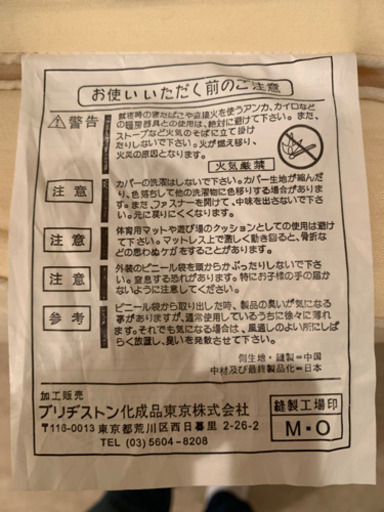 お使いいただく前のご注意
警告
就寝時の寝たばこや直接火を使うアンカ、カイロなど
の暖房器具との使用は、絶対に避けて下さい。また、
ストーブなど火気のそばに立て掛け
たりしないで下さい。火が燃え移り、
火災の原因となります。
火気厳禁
注意
カバーの洗濯はしないで下さい。カバー生地が縮んだ
り、色落ちして他の洗濯物に色移りする場合がありま
す。また、ファスナーを開けて、中味を出さないで下さ
い。元に戻りにくくなります。
注意
体育用マットや遊び場のクッションとしての使用は避け
て下さい。マットレス上で激しく動き回ると、骨折な
どの思わぬケガをすることがあります。
注意
外装のビニール袋を頭からかぶったりしないで下さ
い。窒息する恐れがあります。特にお子様の手の届か
ないように注意してください。
参考
ビニール袋から取り出した時、製品の臭いが気になる
事がありますが、通常使用しているうちに徐々に薄れ
ます。それでも気になる場合は、風通しのよい所にしば
らく放置し、臭いを発散させて下さい。
側生地・縫製＝中国
中材及び最終製品化＝日本
加工販売
ブリヂストン化成品東京株式会社
〒116-0013 東京都荒川区西日暮里 2-26-2
TEL (03) 5604-8208
縫製工場印
M・O